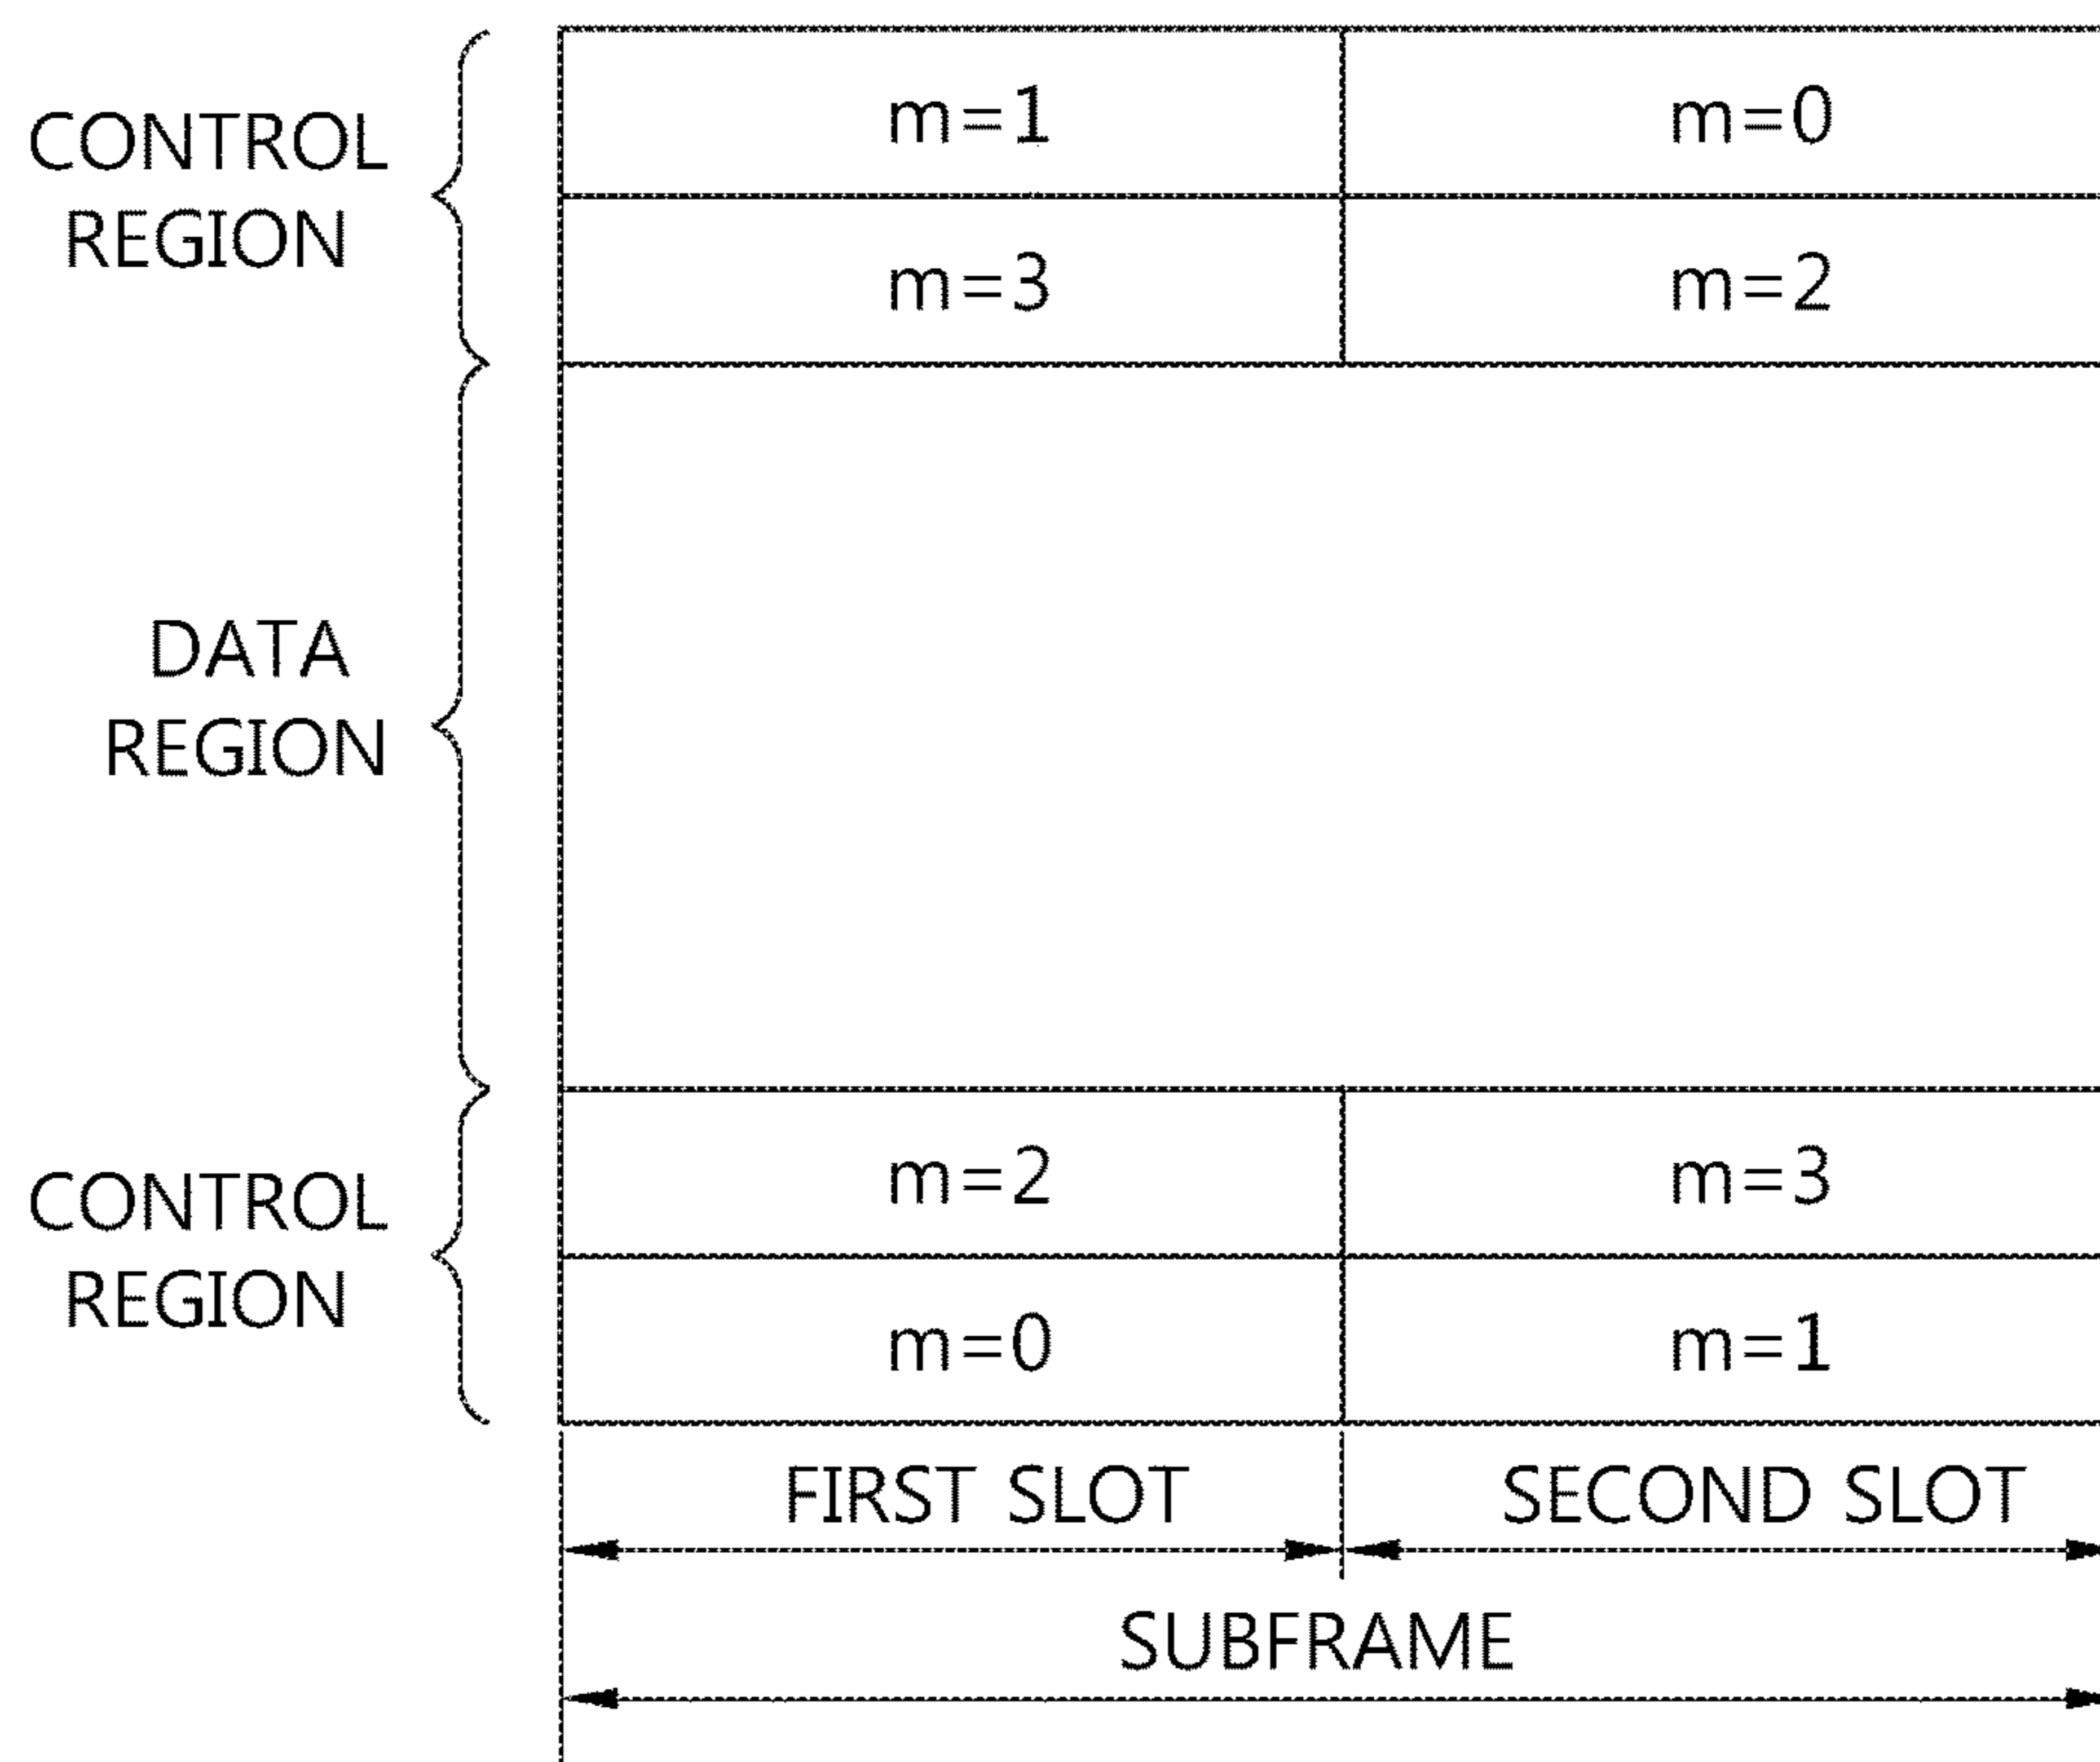 CONTROL
REGION
m=1
m=0
m=3
m=2
DATA
REGION
CONTROL
REGION
m=2
m=3
m=0
m=1
FIRST SLOT
SECOND SLOT
SUBFRAME